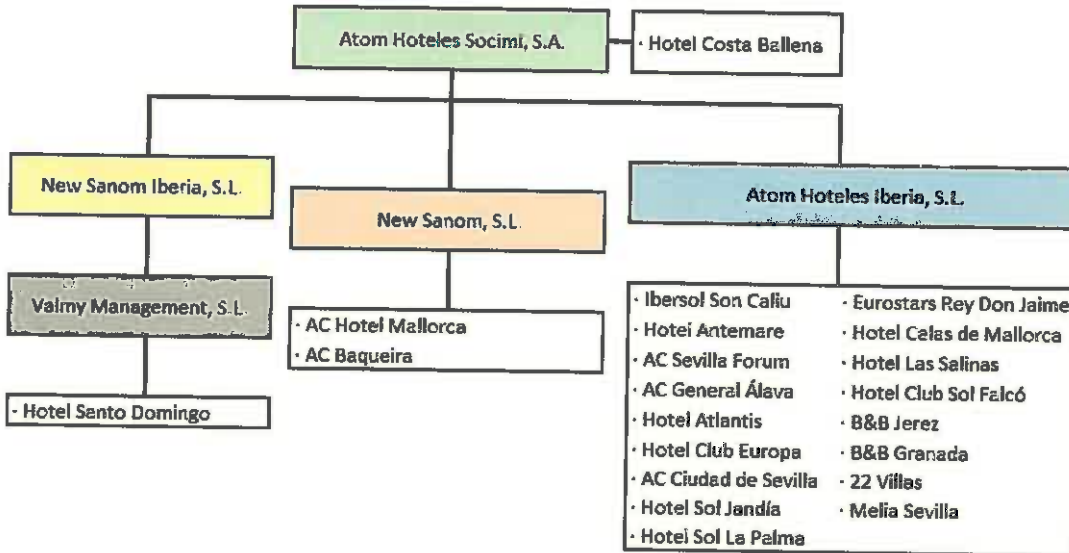 Atom Hoteles Socimi, S.A.
· Hotel Costa Ballena
New Sanom Iberia, S.L.
New Sanom, S.L.
Atom Hoteles Iberia, S.L.
Valmy Management, S.L.
· AC Hotel Mallorca
· AC Baqueira
· Hotel Santo Domingo
· Ibersol Son Caliu
· Hotel Antemare
· AC Sevilla Forum
· AC General Álava
· Hotel Atlantis
· Hotel Club Europa
· AC Ciudad de Sevilla
· Hotel Sol Jandía
· Hotel Sol La Palma
· Eurostars Rey Don Jaime
· Hotel Calas de Mallorca
· Hotel Las Salinas
· Hotel Club Sol Falcó
· B&B Jerez
· B&B Granada
· 22 Villas
· Melia Sevilla